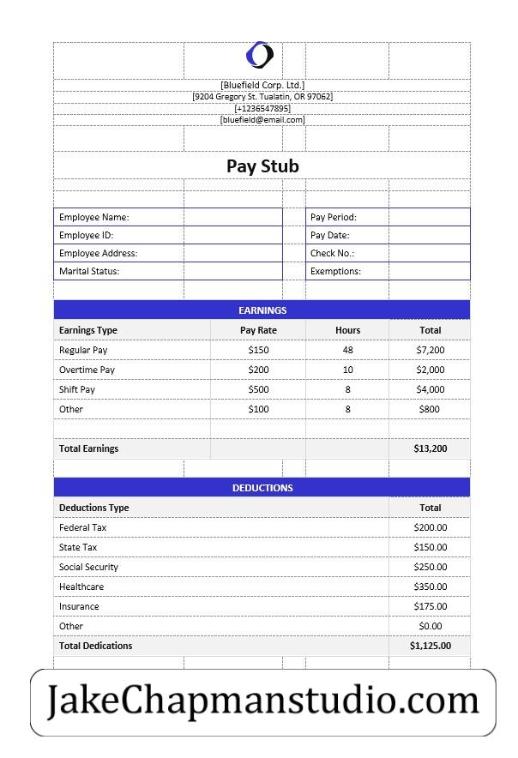 [Bluefield Corp. Ltd.]
[9204 Gregory St. Tualatin, OR 97062]
[+1236547895]
[bluefield@email.com]
Pay Stub
Employee Name: Pay Period:
Employee ID: Pay Date:
Employee Address: Check No.:
Marital Status: Exemptions:
EARNINGS
Earnings Type Pay Rate Hours Total
Regular Pay $150 48 $7,200
Overtime Pay $200 10 $2,000
Shift Pay $500 8 $4,000
Other $100 8 $800
Total Earnings $13,200
DEDUCTIONS
Deductions Type Total
Federal Tax $200.00
State Tax $150.00
Social Security $250.00
Healthcare $350.00
Insurance $175.00
Other $0.00
Total Dedications $1,125.00
JakeChapmanstudio.com